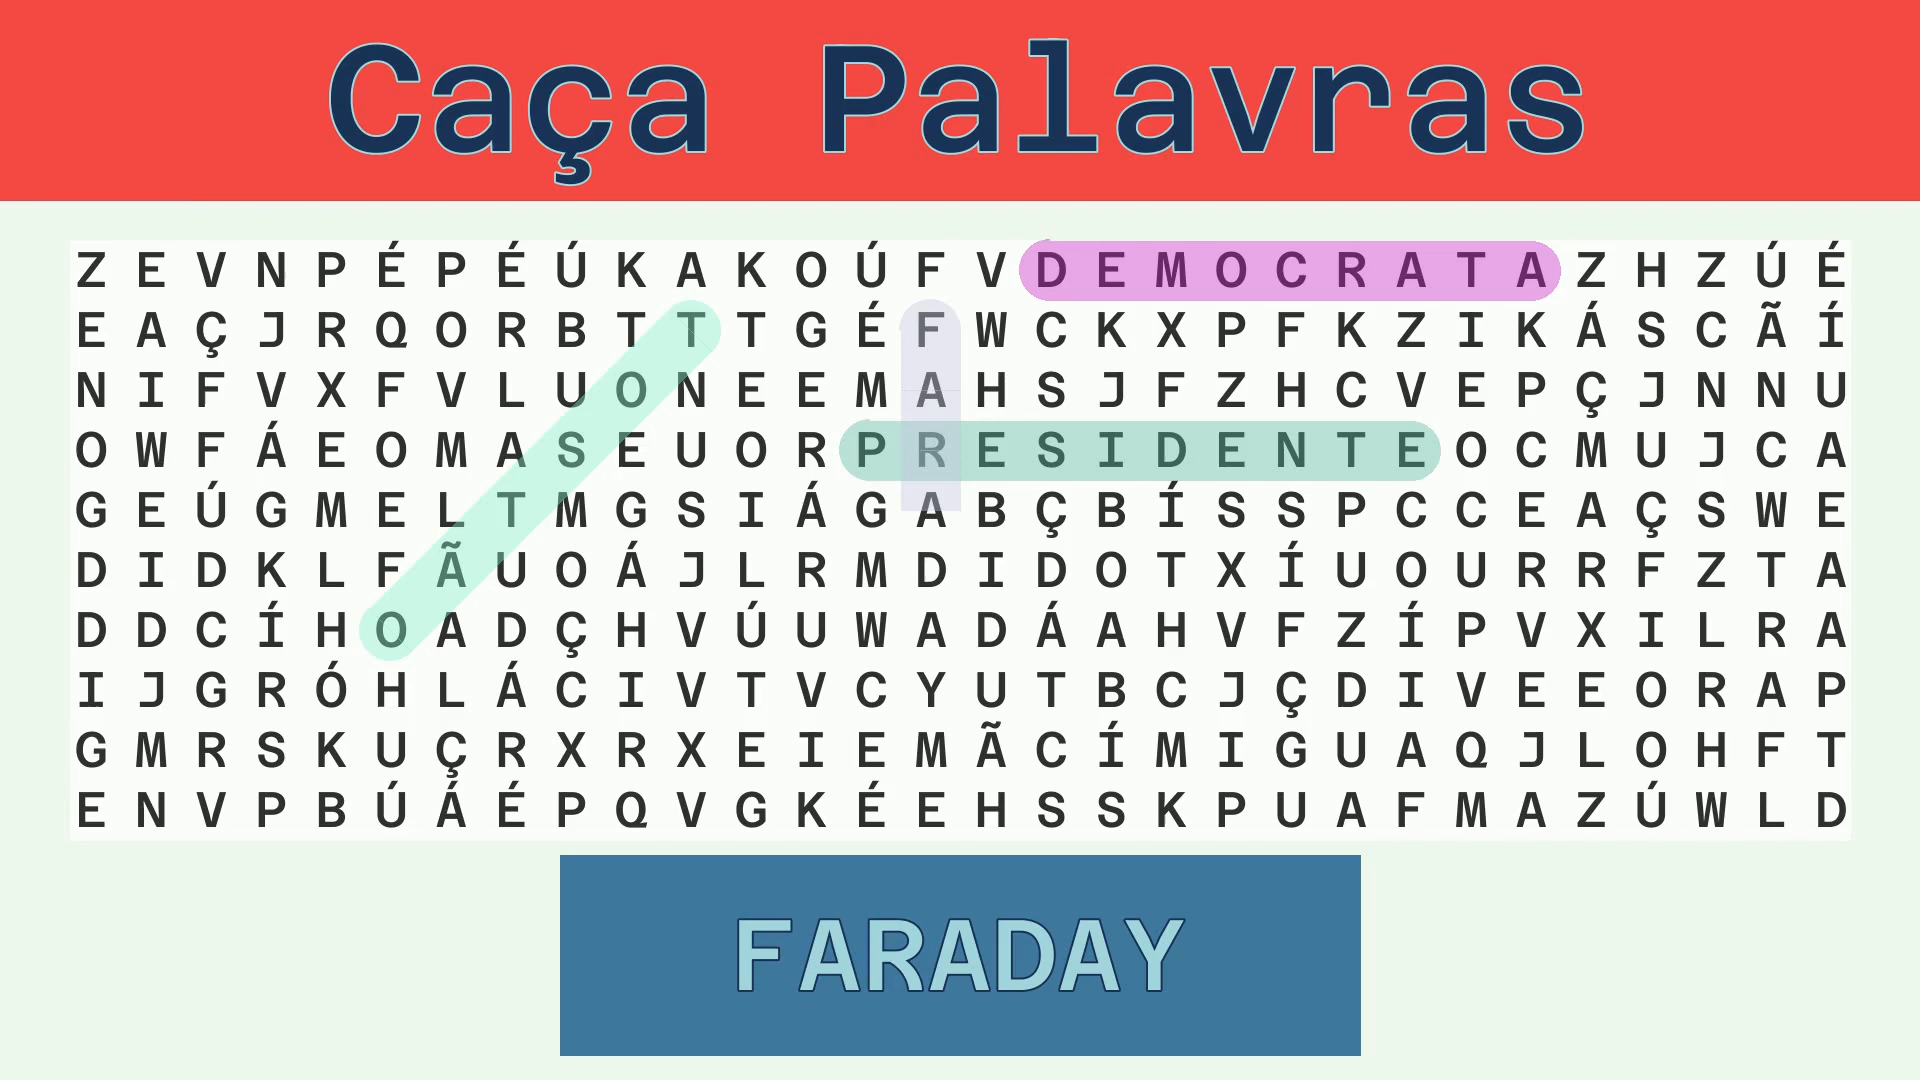 Caça Palavras
Z E V N P É P É Ú K A K O Ú F V D E M O C R A T A Z H Z Ú É
E A Ç J R Q O R B T T T G É F W C K X P F K Z I K Á S C Ã Í
N I F V X F V L U O N E E M A H S J F Z H C V E P Ç J N N U
O W F Á E O M A S E U O R P R E S I D E N T E O C M U J C A
G E Ú G M E L T M G S I Á G A B Ç B Í S S P C C E A Ç S W E
D I D K L F Ã U O Á J L R M D I D O T X Í U O U R R F Z T A
D D C Í H O A D Ç H V Ú U W A D Á A H V F Z Í P V X I L R A
I J G R Ó H L Á C I V T V C Y U T B C J Ç D I V E E O R A P
G M R S K U Ç R X R X E I E M Ã C Í M I G U A Q J L O H F T
E N V P B Ú Á É P Q V G K É E H S S K P U A F M A Z Ú W L D
FARADAY